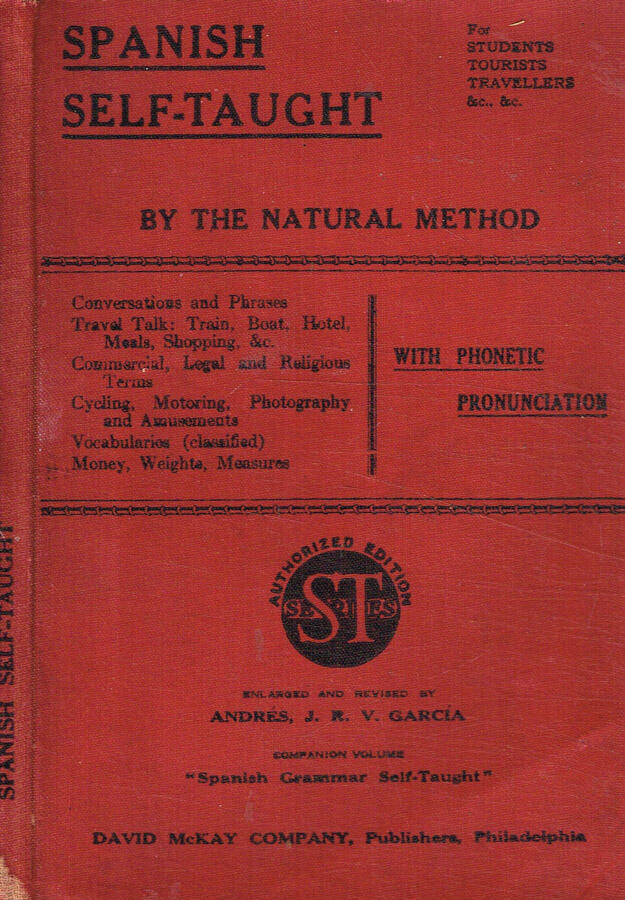 SPANISH
SELF-TAUGHT
For
STUDENTS
TOURISTS
TRAVELLERS
&c., &c.
BY THE NATURAL METHOD
Conversations and Phrases
Travel Talk: Train, Boat, Hotel,
Meals, Shopping, &c.
Commercial, Legal and Religious
Terms
Cycling, Motoring, Photography
and Amusements
Vocabularies (classified)
Money, Weights, Measures
WITH PHONETIC
PRONUNCIATION
AUTHORIZED EDITION
ST
SERIES
ENLARGED AND REVISED BY
ANDRÉS, J. R. V. GARCÍA
COMPANION VOLUME
"Spanish Grammar Self-Taught"
DAVID McKAY COMPANY, Publishers, Philadelphia
SPANISH SELF-TAUGHT